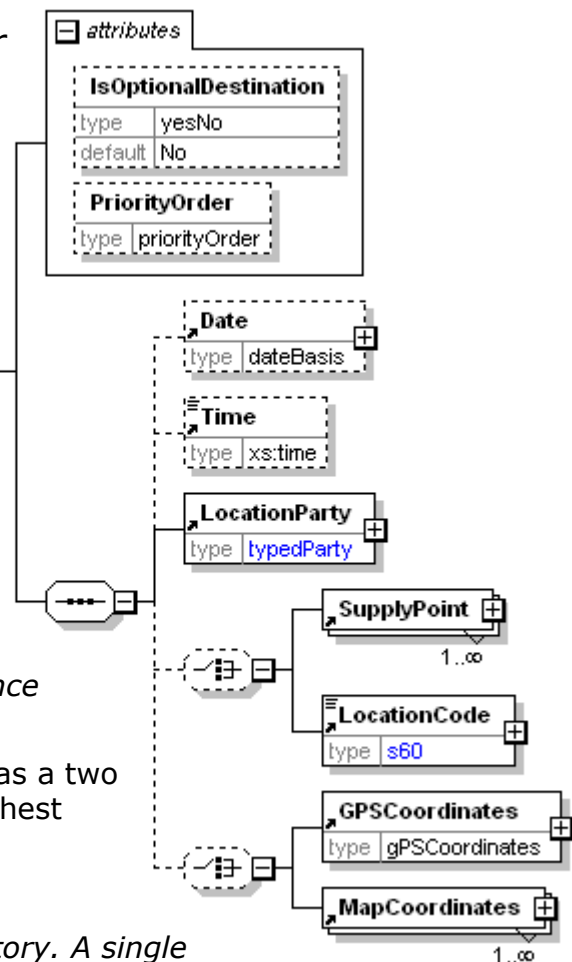 r
attributes
IsOptionalDestination
type yesNo
default No
PriorityOrder
type priorityOrder
Date
type dateBasis
Time
type xs:time
LocationParty
type typedParty
SupplyPoint
1..∞
nce
LocationCode
type s60
as a two
hest
GPSCoordinates
type gPSCoordinates
MapCoordinates
1..∞
tory. A single